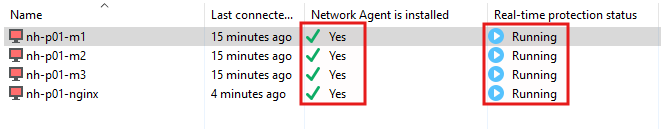 Name Last connecte... Network Agent is installed Real-time protection status
nh-p01-m1 15 minutes ago Yes Running
nh-p01-m2 15 minutes ago Yes Running
nh-p01-m3 15 minutes ago Yes Running
nh-p01-nginx 4 minutes ago Yes Running